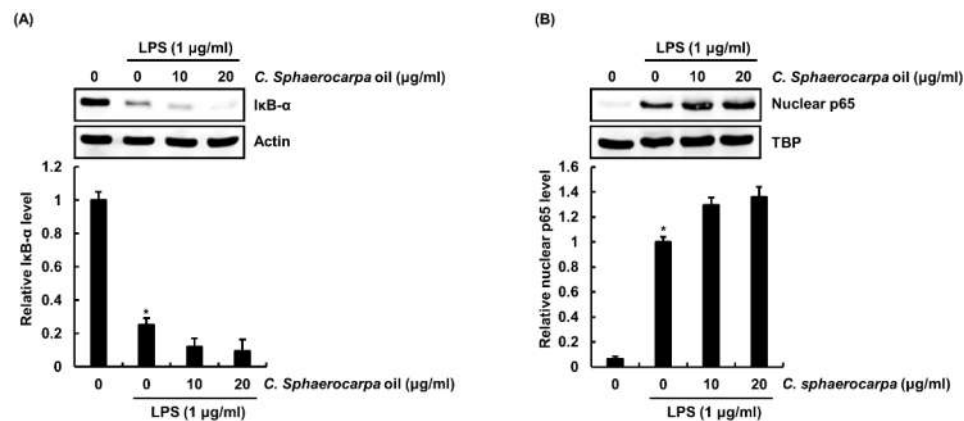 (A)
LPS (1 µg/ml)
0 0 10 20 C. Sphaerocarpa oil (µg/ml)
IκB-α
Actin
Relative IκB-α level
1.2
1
0.8
0.6
0.4
0.2
0
*
0 0 10 20 C. Sphaerocarpa oil (µg/ml)
LPS (1 µg/ml)
(B)
LPS (1 µg/ml)
0 0 10 20 C. Sphaerocarpa oil (µg/ml)
Nuclear p65
TBP
Relative nuclear p65 level
1.6
1.4
1.2
1
0.8
0.6
0.4
0.2
0
*
0 0 10 20 C. sphaerocarpa (µg/ml)
LPS (1 µg/ml)